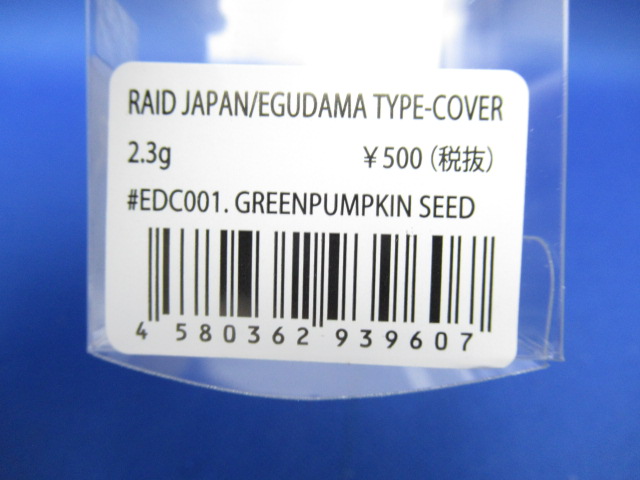 RAID JAPAN/EGUDAMA TYPE-COVER
2.3g ¥500（税抜）
#EDC001. GREENPUMPKIN SEED
4 580362 939607